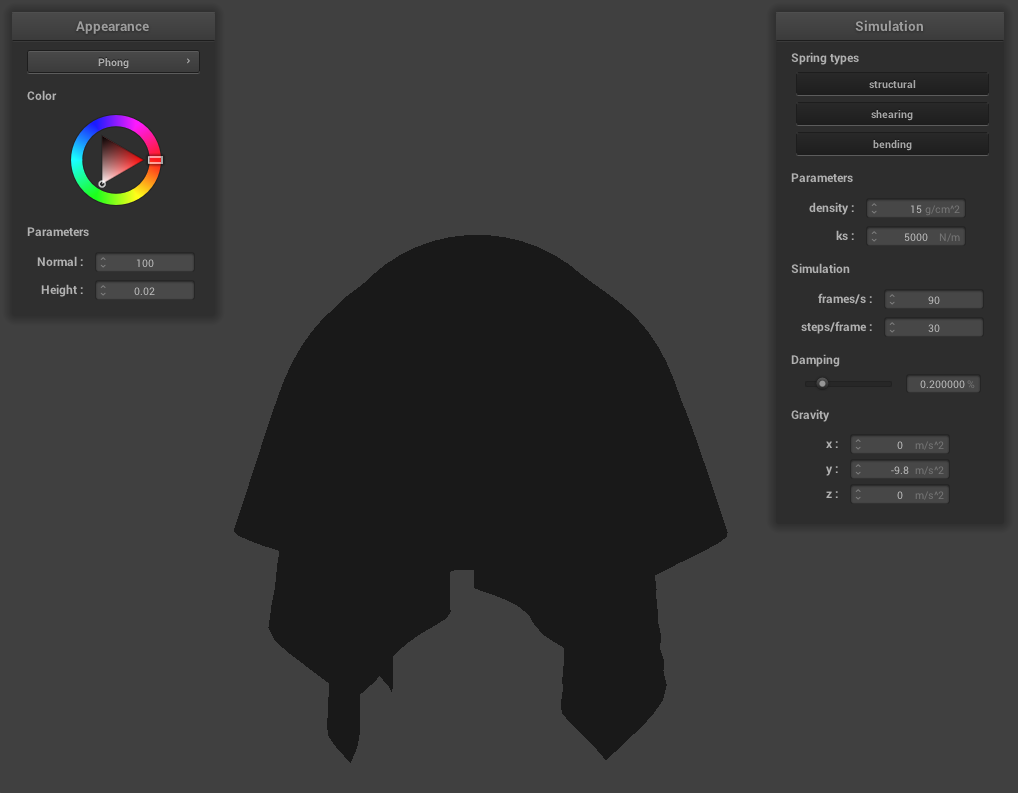 Appearance
Phong ›
Color
Parameters
Normal : 100
Height : 0.02
Simulation
Spring types
structural
shearing
bending
Parameters
density : 15 g/cm^2
ks : 5000 N/m
Simulation
frames/s : 90
steps/frame : 30
Damping
0.200000 %
Gravity
x : 0 m/s^2
y : -9.8 m/s^2
z : 0 m/s^2